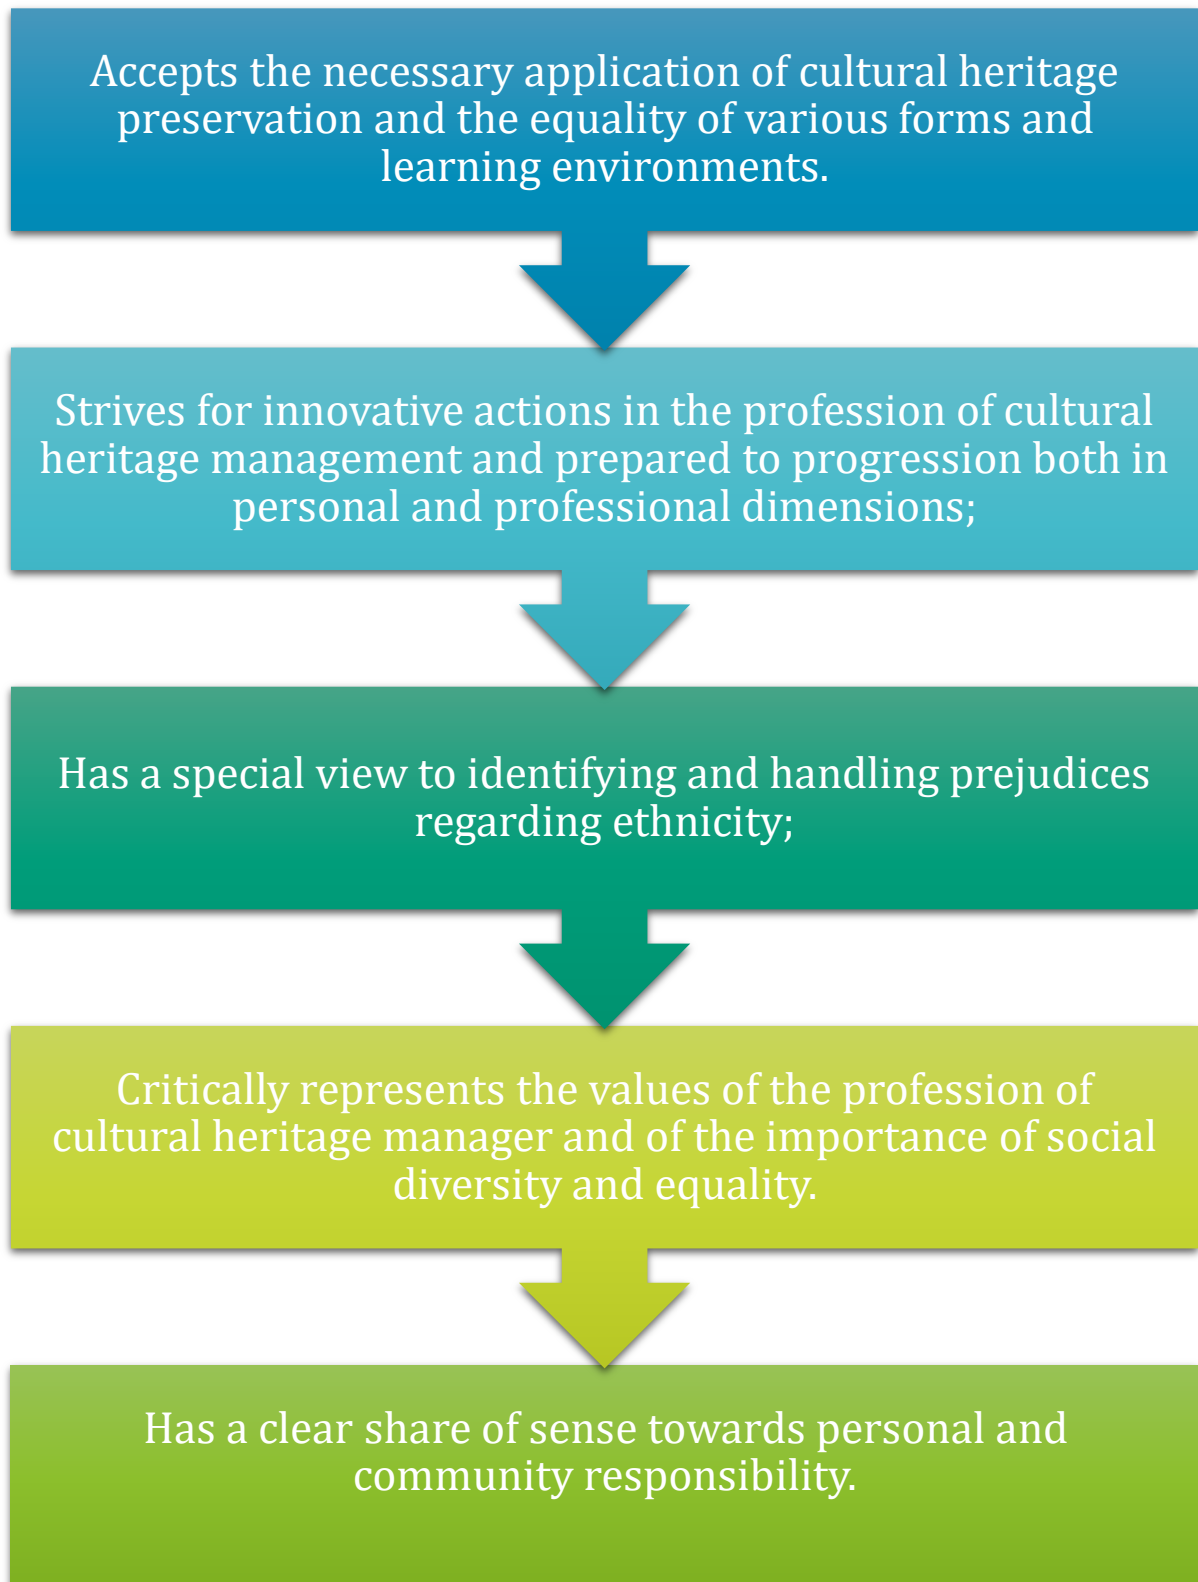 Accepts the necessary application of cultural heritage
preservation and the equality of various forms and
learning environments.
Strives for innovative actions in the profession of cultural
heritage management and prepared to progression both in
personal and professional dimensions;
Has a special view to identifying and handling prejudices
regarding ethnicity;
Critically represents the values of the profession of
cultural heritage manager and of the importance of social
diversity and equality.
Has a clear share of sense towards personal and
community responsibility.